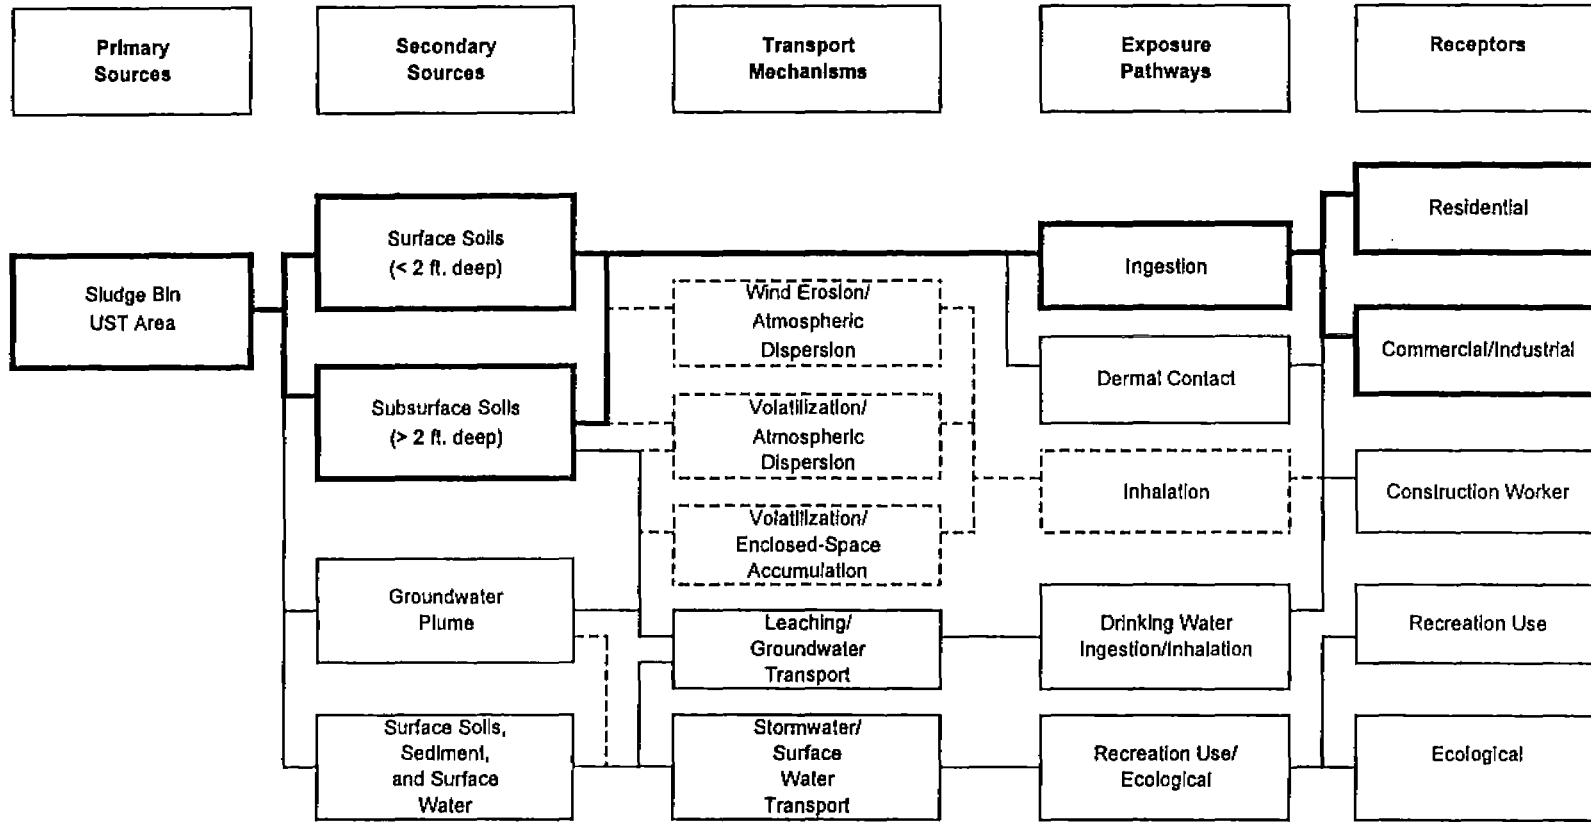 Primary
Sources
Secondary
Sources
Transport
Mechanisms
Exposure
Pathways
Receptors
Sludge Bin
UST Area
Surface Soils
(< 2 ft. deep)
Subsurface Soils
(> 2 ft. deep)
Groundwater
Plume
Surface Soils,
Sediment,
and Surface
Water
Wind Erosion/
Atmospheric
Dispersion
Volatilization/
Atmospheric
Dispersion
Volatilization/
Enclosed-Space
Accumulation
Leaching/
Groundwater
Transport
Stormwater/
Surface
Water
Transport
Ingestion
Dermal Contact
Inhalation
Drinking Water
Ingestion/Inhalation
Recreation Use/
Ecological
Residential
Commercial/Industrial
Construction Worker
Recreation Use
Ecological